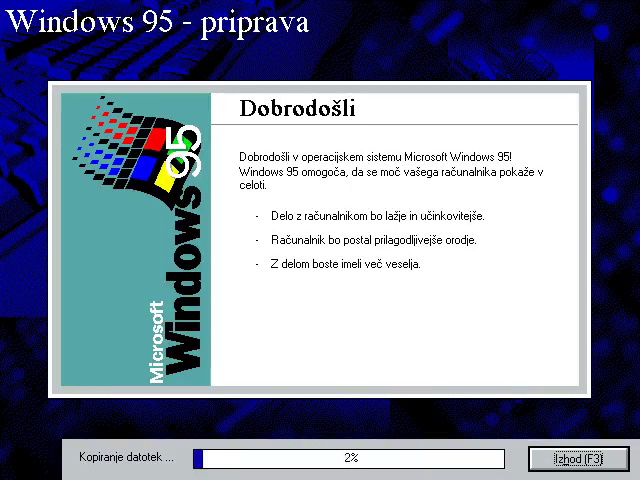 Windows 95 - priprava
Dobrodošli
Dobrodošli v operacijskem sistemu Microsoft Windows 95!
Windows 95 omogoča, da se moč vašega računalnika pokaže v
celoti.
- Delo z računalnikom bo lažje in učinkovitejše.
- Računalnik bo postal prilagodljivejše orodje.
- Z delom boste imeli več veselja.
Microsoft
Windows 95
Kopiranje datotek ...
2%
Izhod (F3)